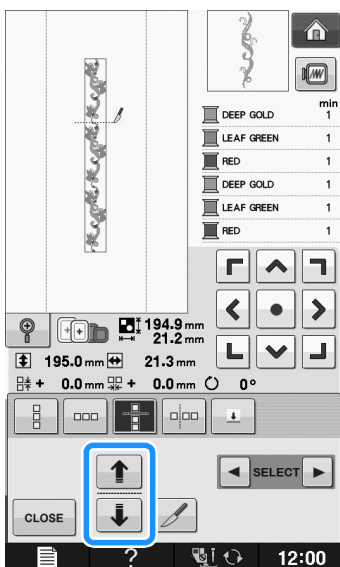 min
DEEP GOLD 1
LEAF GREEN 1
RED 1
DEEP GOLD 1
LEAF GREEN 1
RED 1
194.9 mm
21.2 mm
195.0 mm 21.3 mm
+ 0.0 mm + 0.0 mm 0°
SELECT
CLOSE
? 12:00